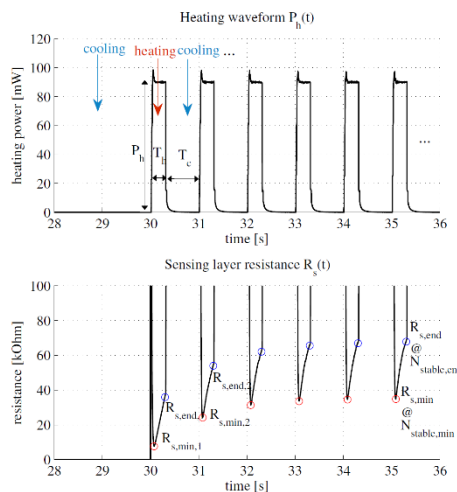 Heating waveform P_h(t)
heating power [mW]
120
100
80
60
40
20
0
cooling
heating
cooling ...
P_h
T_h
T_c
...
28 29 30 31 32 33 34 35 36
time [s]
Sensing layer resistance R_s(t)
resistance [kOhm]
100
80
60
40
20
0
R_s,end
@
N_stable,en
R_s,end,2
R_s,end,
R_s,min
@
N_stable,min
R_s,min,2
R_s,min,1
28 29 30 31 32 33 34 35 36
time [s]